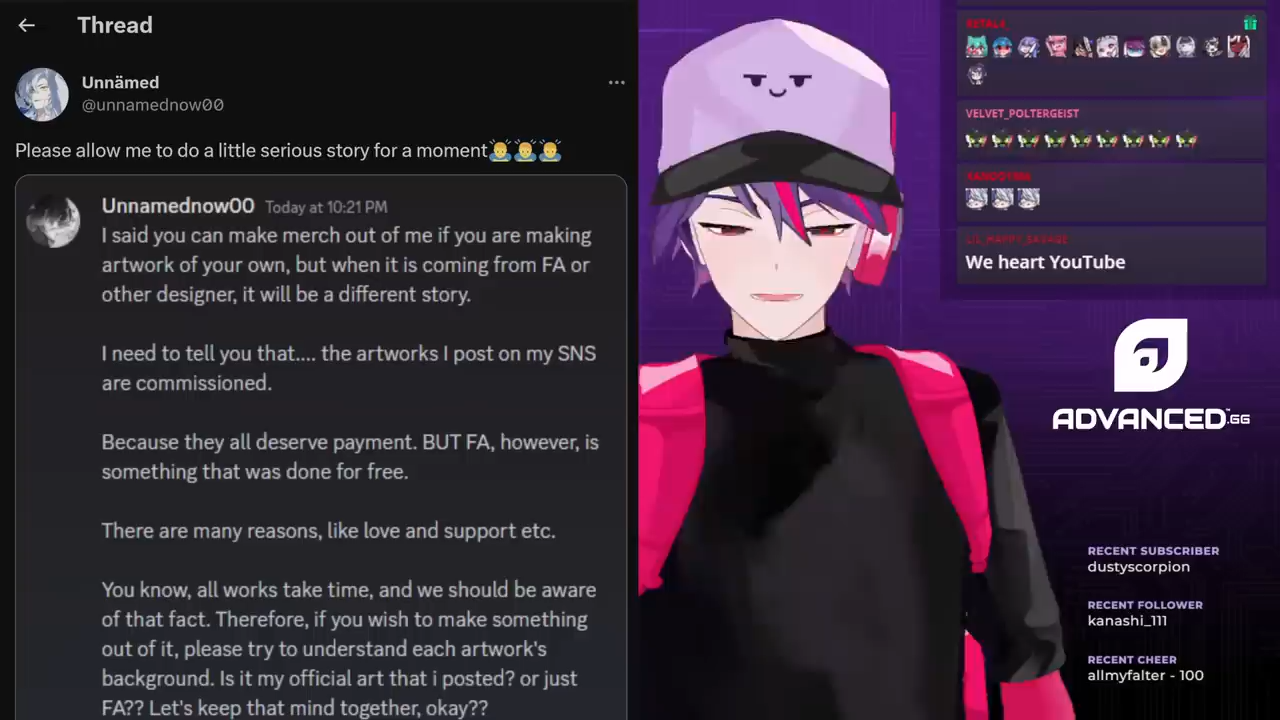 Thread
Unnämed
@unnamednow00
Please allow me to do a little serious story for a moment
Unnamednow00 Today at 10:21 PM
I said you can make merch out of me if you are making
artwork of your own, but when it is coming from FA or
other designer, it will be a different story.
I need to tell you that.... the artworks I post on my SNS
are commissioned.
Because they all deserve payment. BUT FA, however, is
something that was done for free.
There are many reasons, like love and support etc.
You know, all works take time, and we should be aware
of that fact. Therefore, if you wish to make something
out of it, please try to understand each artwork's
background. Is it my official art that i posted? or just
FA?? Let's keep that mind together, okay??
VELVET_POLTERGEIST
LIL_HAPPY_SAVAGE
We heart YouTube
ADVANCED.GG
RECENT SUBSCRIBER
dustyscorpion
RECENT FOLLOWER
kanashi_111
RECENT CHEER
allmyfalter - 100